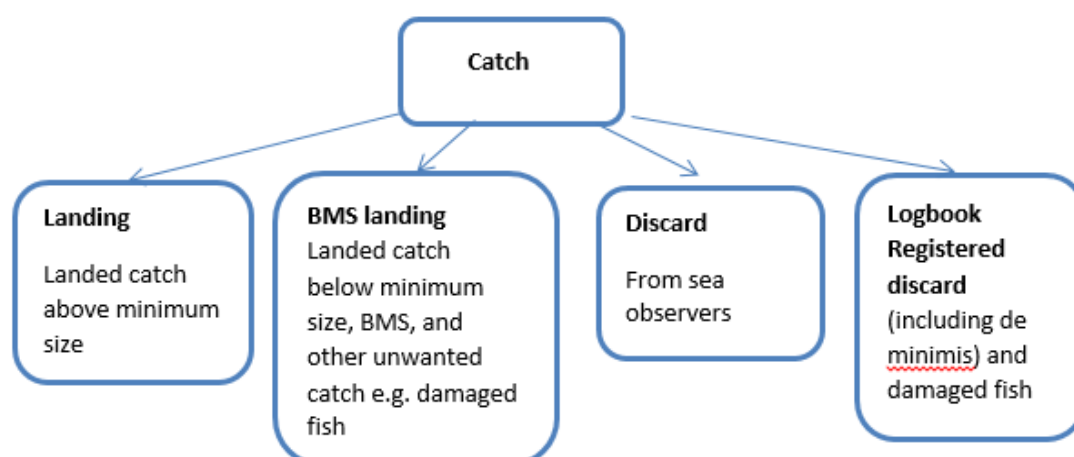 Catch
Landing
Landed catch
above minimum
size
BMS landing
Landed catch
below minimum
size, BMS, and
other unwanted
catch e.g. damaged
fish
Discard
From sea
observers
Logbook
Registered
discard
(including de
minimis) and
damaged fish